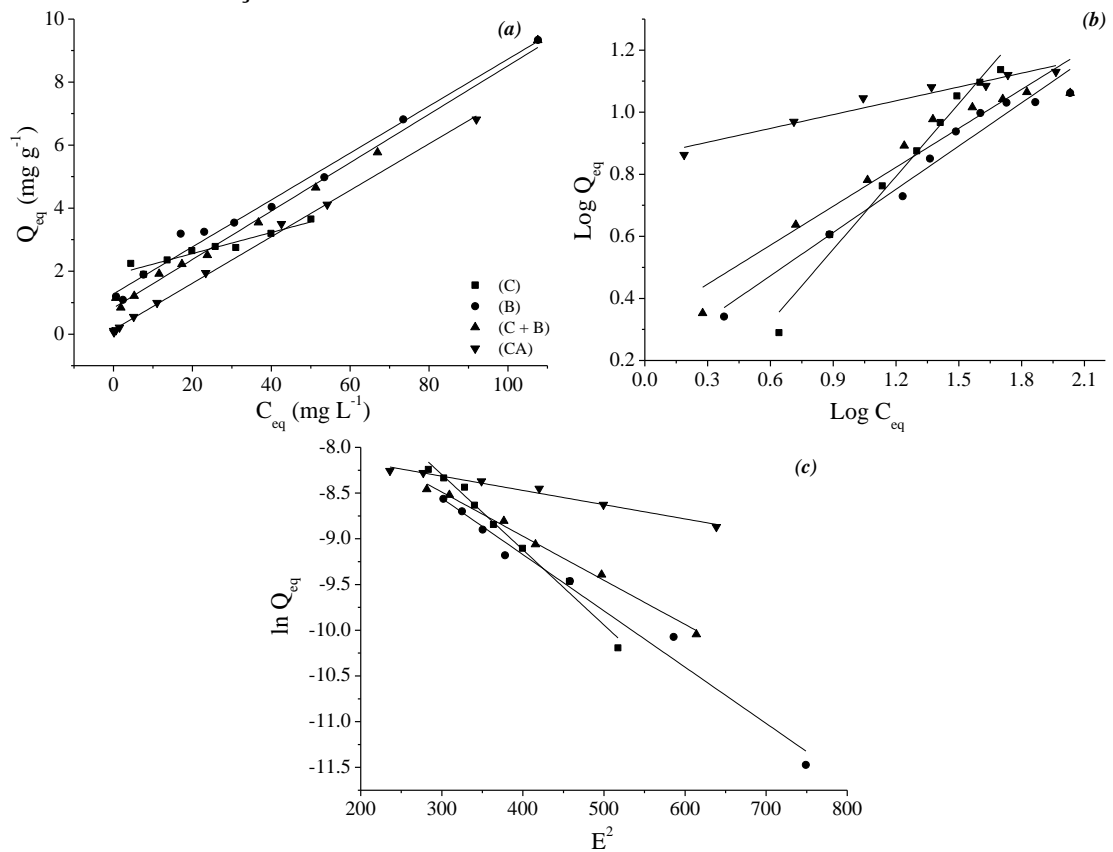 (a)
10
8
6
4
2
0
Q_eq (mg g^-1)
0 20 40 60 80 100
C_eq (mg L^-1)
(C)
(B)
(C + B)
(CA)
(b)
1.2
1.0
0.8
0.6
0.4
0.2
Log Q_eq
0.0 0.3 0.6 0.9 1.2 1.5 1.8 2.1
Log C_eq
(c)
-8.0
-8.5
-9.0
-9.5
-10.0
-10.5
-11.0
-11.5
ln Q_eq
200 300 400 500 600 700 800
E^2